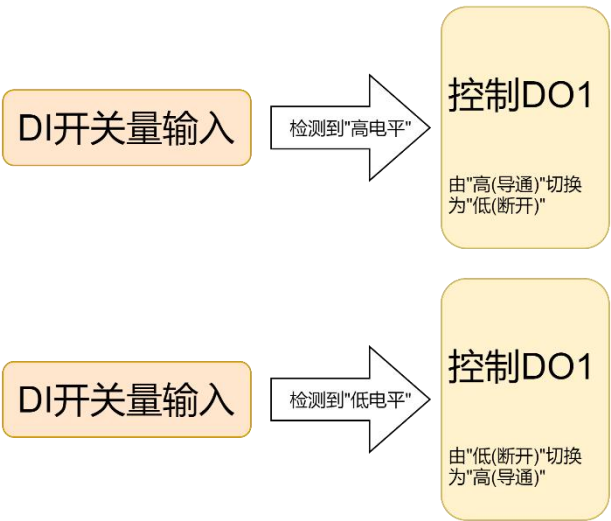 DI开关量输入
检测到"高电平"
控制DO1
由"高(导通)"切换
为"低(断开)"
DI开关量输入
检测到"低电平"
控制DO1
由"低(断开)"切换
为"高(导通)"